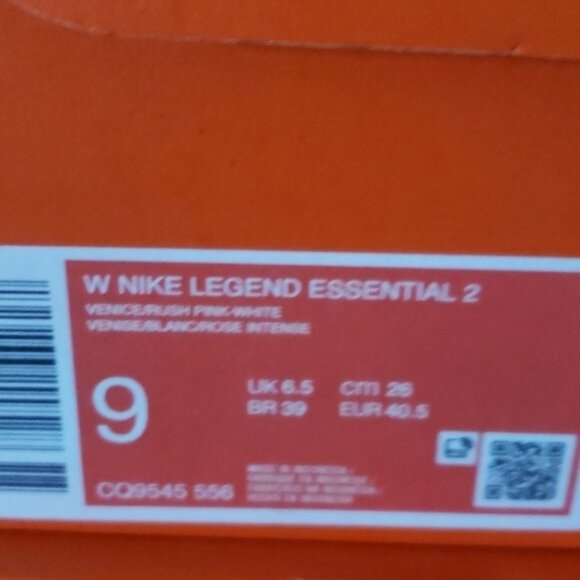 W NIKE LEGEND ESSENTIAL 2
VENICE/RUSH PINK-WHITE
VENISE/BLANC/ROSE INTENSE
9
UK 6.5 cm 26
BR 39 EUR 40.5
CQ9545 556
MADE IN INDONESIA